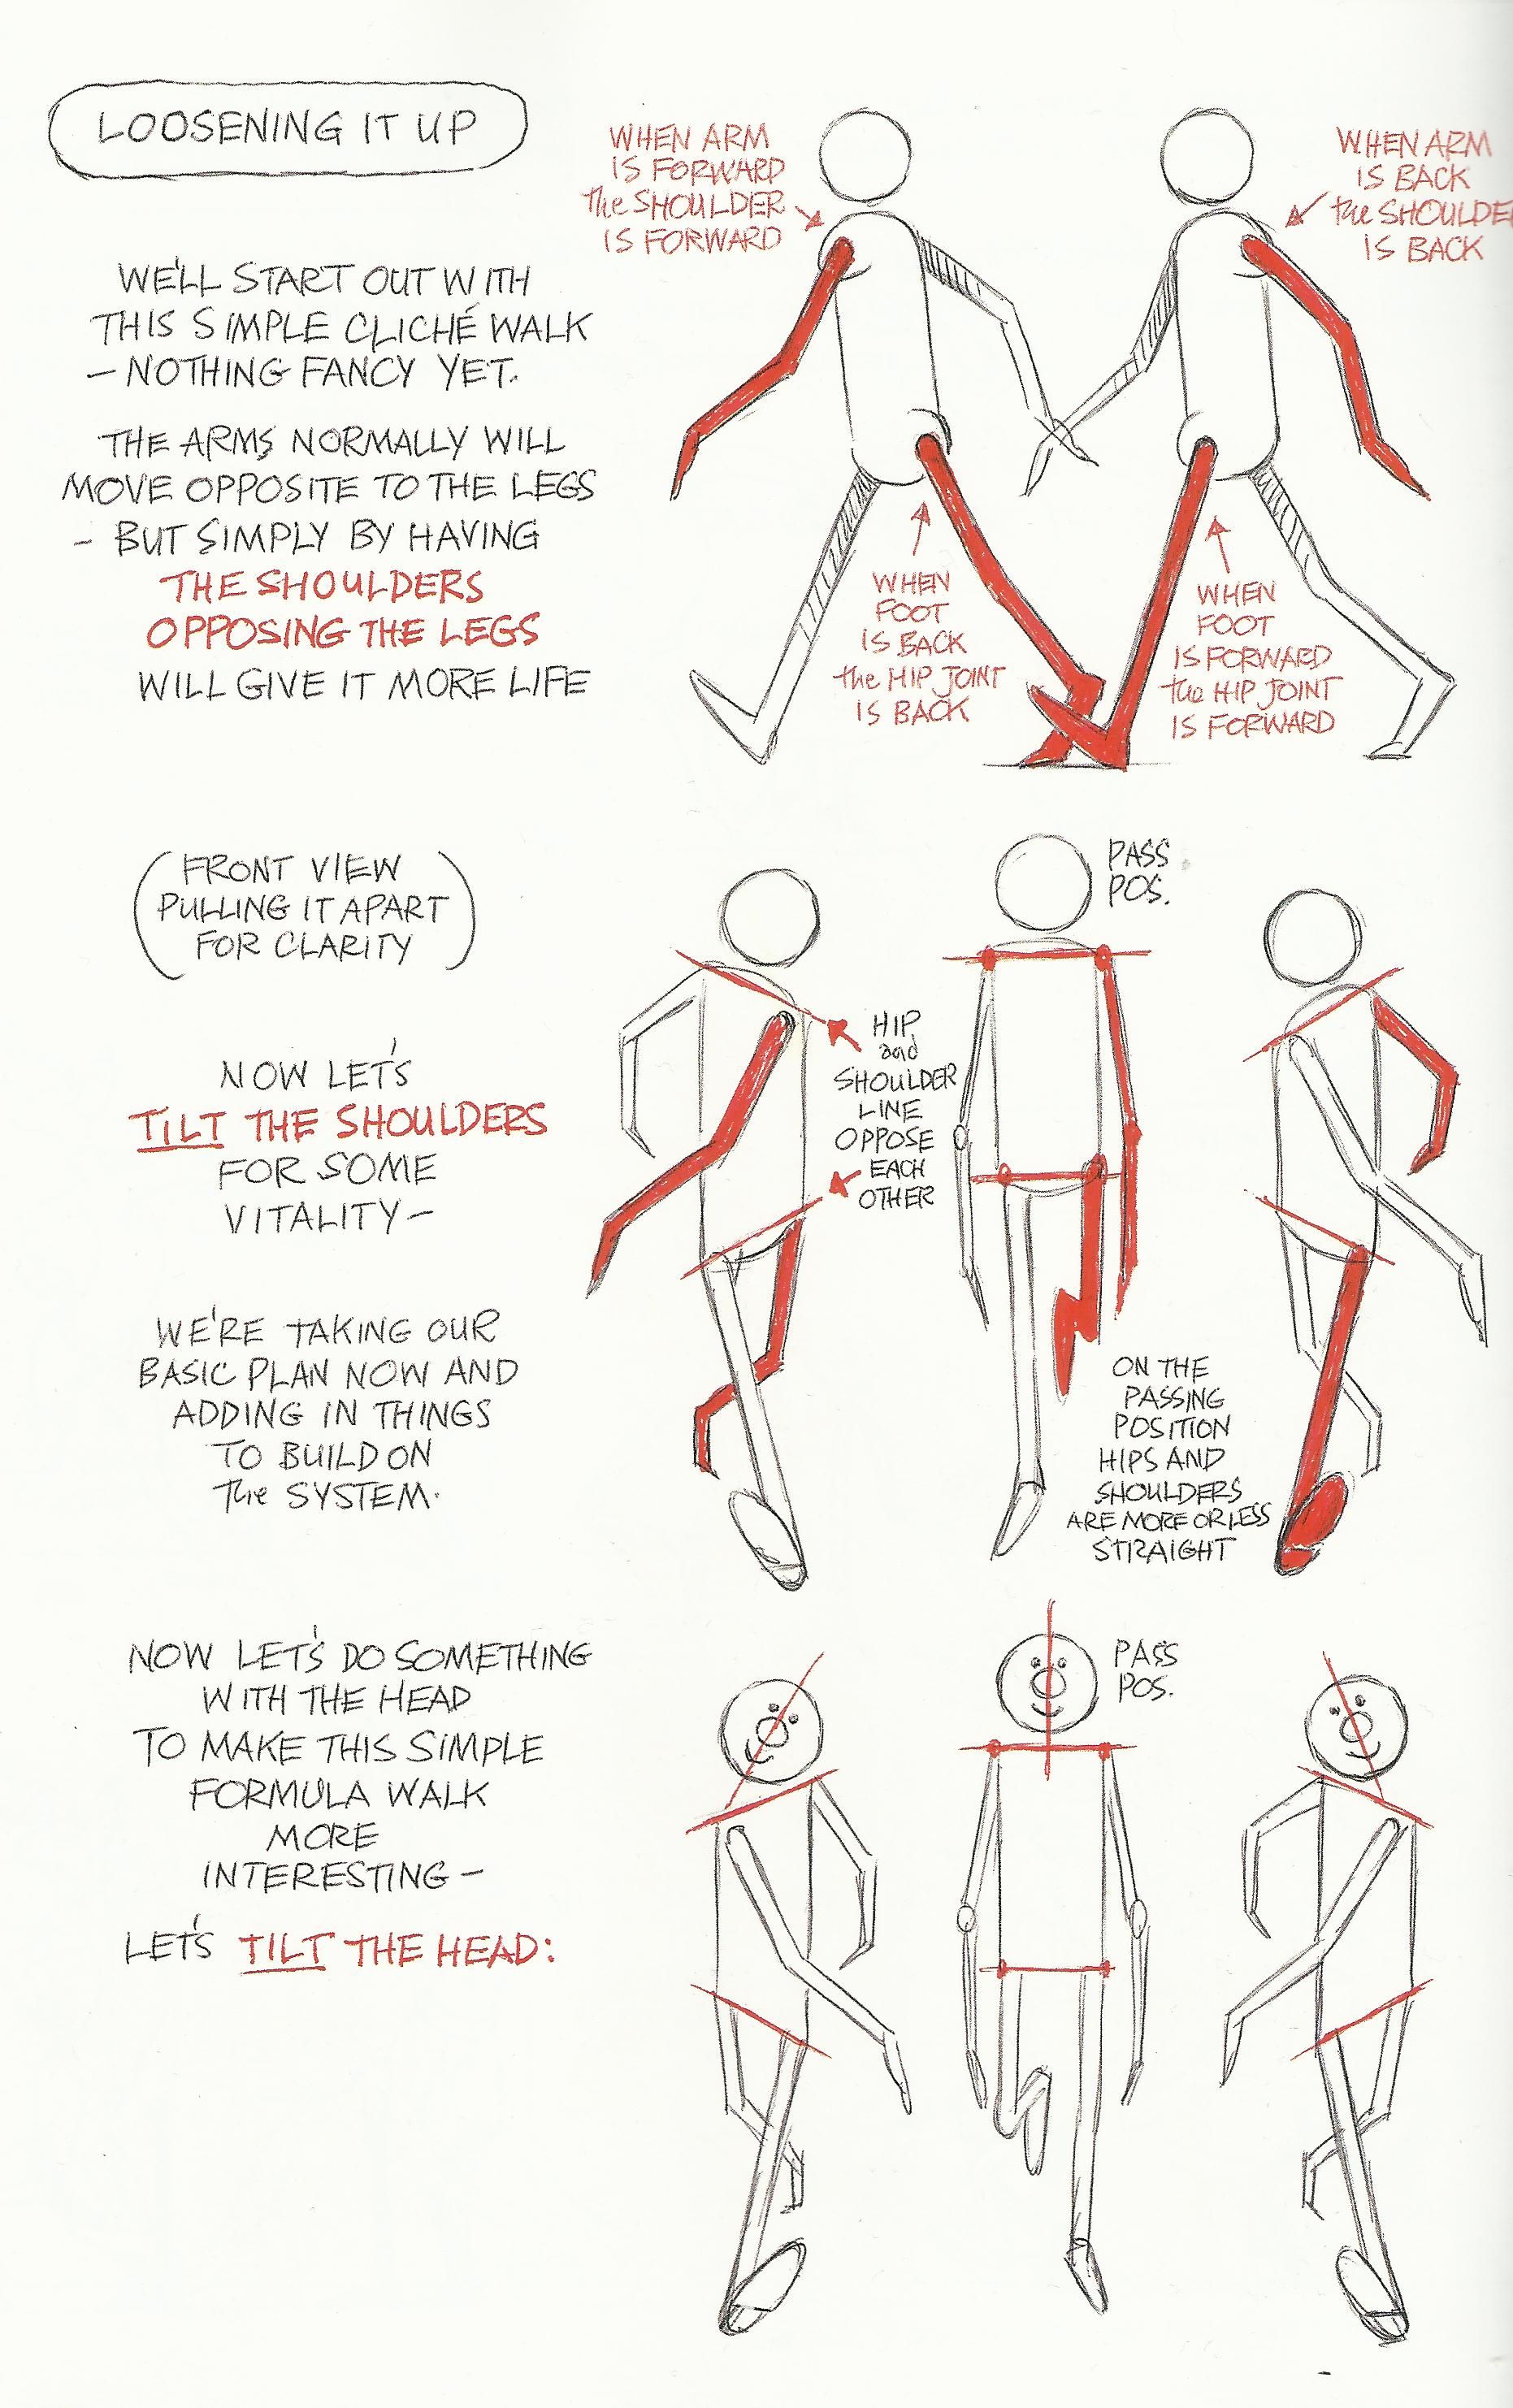 LOOSENING IT UP
WE'LL START OUT WITH
THIS SIMPLE CLICHÉ WALK
— NOTHING FANCY YET.
THE ARMS NORMALLY WILL
MOVE OPPOSITE TO THE LEGS
- BUT SIMPLY BY HAVING
THE SHOULDERS
OPPOSING THE LEGS
WILL GIVE IT MORE LIFE
WHEN ARM
IS FORWARD
the SHOULDER
IS FORWARD
WHEN ARM
IS BACK
the SHOULDER
IS BACK
WHEN
FOOT
IS BACK
the HIP JOINT
IS BACK
WHEN
FOOT
IS FORWARD
the HIP JOINT
IS FORWARD
(FRONT VIEW
PULLING IT APART
FOR CLARITY)
NOW LET'S
TILT THE SHOULDERS
FOR SOME
VITALITY—
WE'RE TAKING OUR
BASIC PLAN NOW AND
ADDING IN THINGS
TO BUILD ON
the SYSTEM.
PASS
POS.
HIP
and
SHOULDER
LINE
OPPOSE
EACH
OTHER
ON THE
PASSING
POSITION
HIPS AND
SHOULDERS
ARE MORE OR LESS
STRAIGHT
NOW LET'S DO SOMETHING
WITH THE HEAD
TO MAKE THIS SIMPLE
FORMULA WALK
MORE
INTERESTING—
LET'S TILT THE HEAD:
PASS
POS.